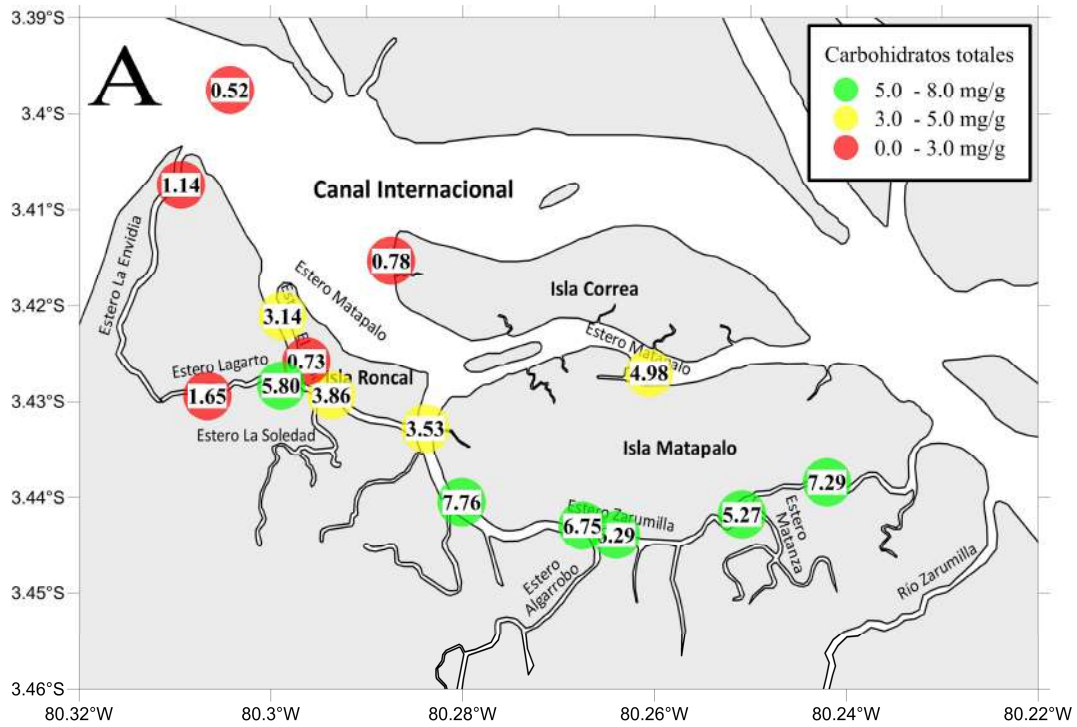 3.39°S
3.4°S
3.41°S
3.42°S
3.43°S
3.44°S
3.45°S
3.46°S
80.32°W
80.3°W
80.28°W
80.26°W
80.24°W
80.22°W
A
Carbohidratos totales
5.0 - 8.0 mg/g
3.0 - 5.0 mg/g
0.0 - 3.0 mg/g
0.52
1.14
Canal Internacional
Estero La Envidia
0.78
Estero Matapalo
Isla Correa
3.14
Estero Matapalo
0.73
Estero Lagarto
Isla Roncal
4.98
1.65
5.80
3.86
3.53
Estero La Soledad
Isla Matapalo
7.29
7.76
Estero Zarumilla
6.75
.29
5.27
Estero
Matanza
Estero
Algarrobo
Río Zarumilla